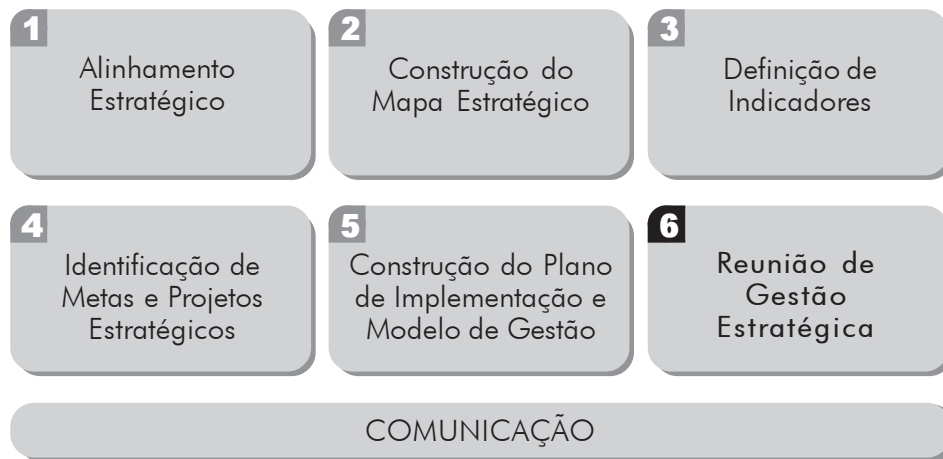 1
Alinhamento
Estratégico
2
Construção do
Mapa Estratégico
3
Definição de
Indicadores
4
Identificação de
Metas e Projetos
Estratégicos
5
Construção do Plano
de Implementação e
Modelo de Gestão
6
Reunião de
Gestão
Estratégica
COMUNICAÇÃO